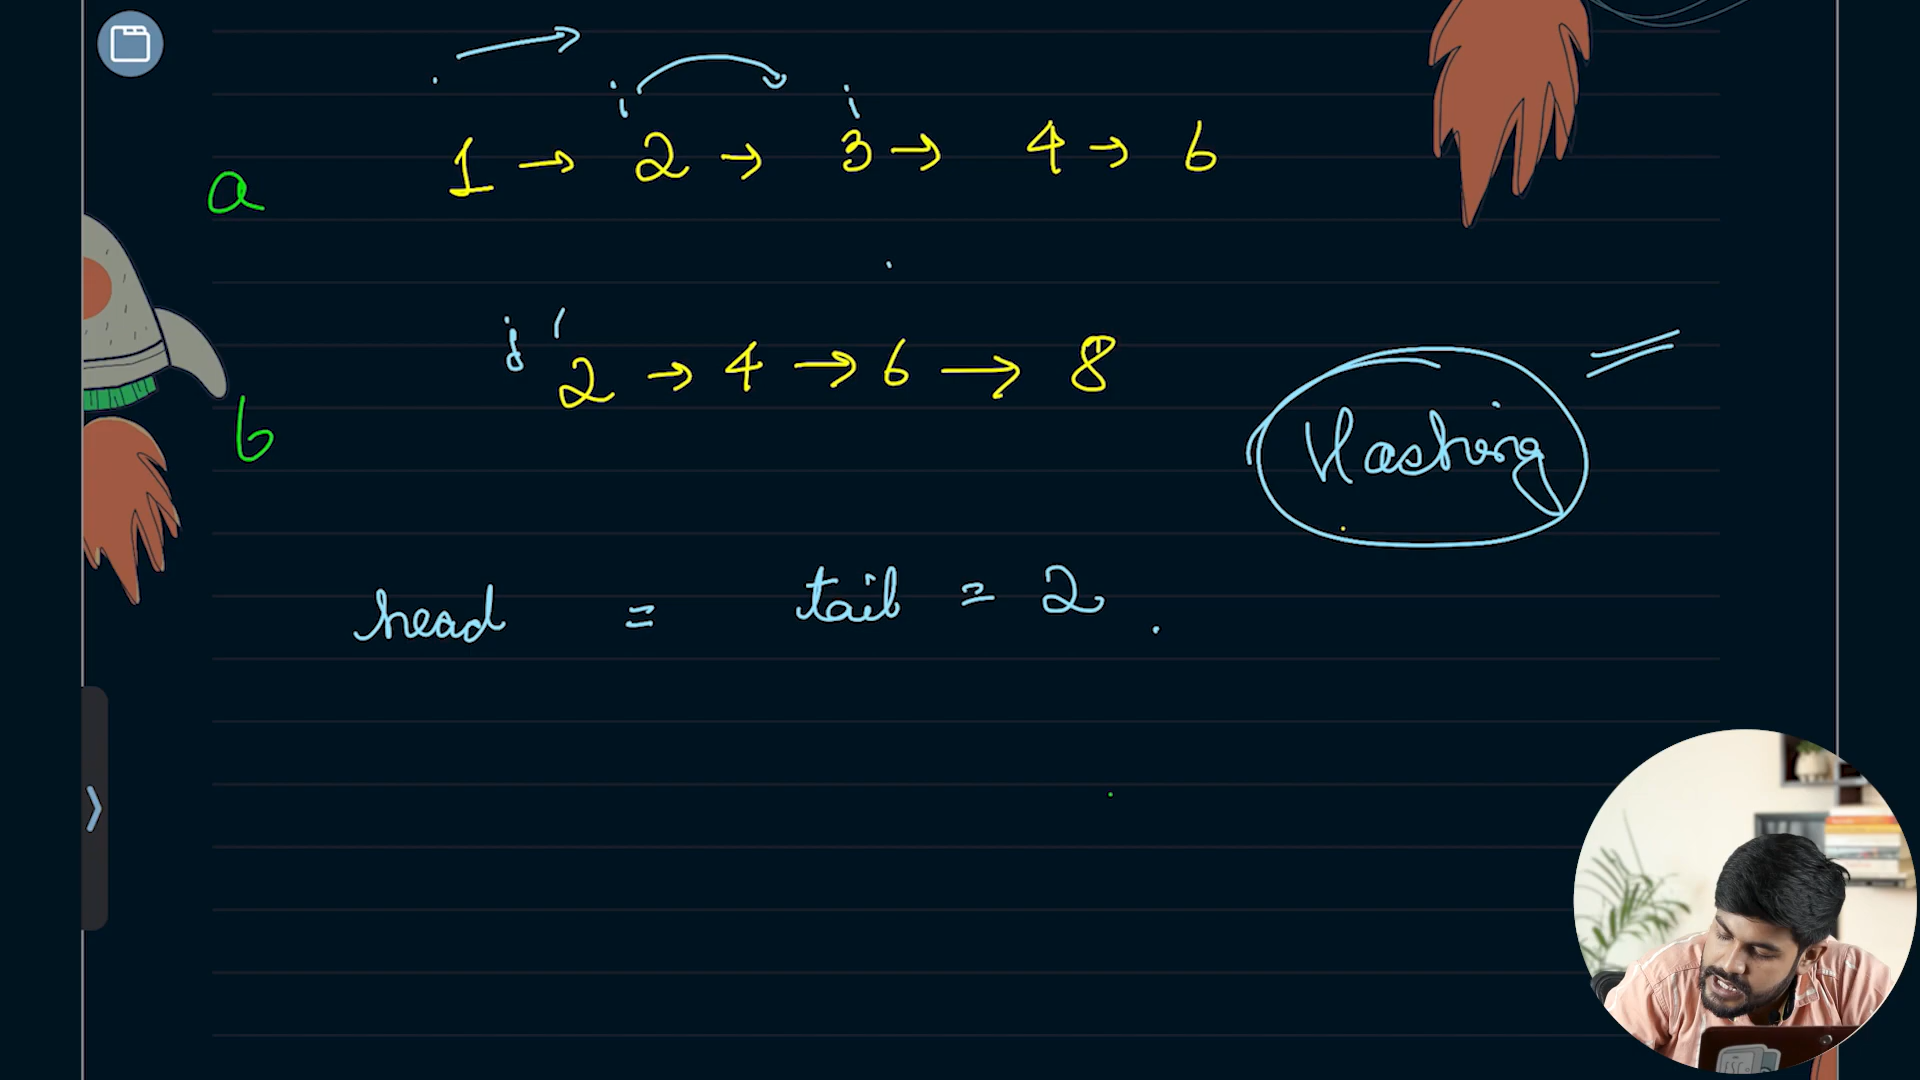 i i
1 → 2 → 3 → 4 → 6
a
j
2 → 4 → 6 → 8
b
Hashing
head = tail = 2